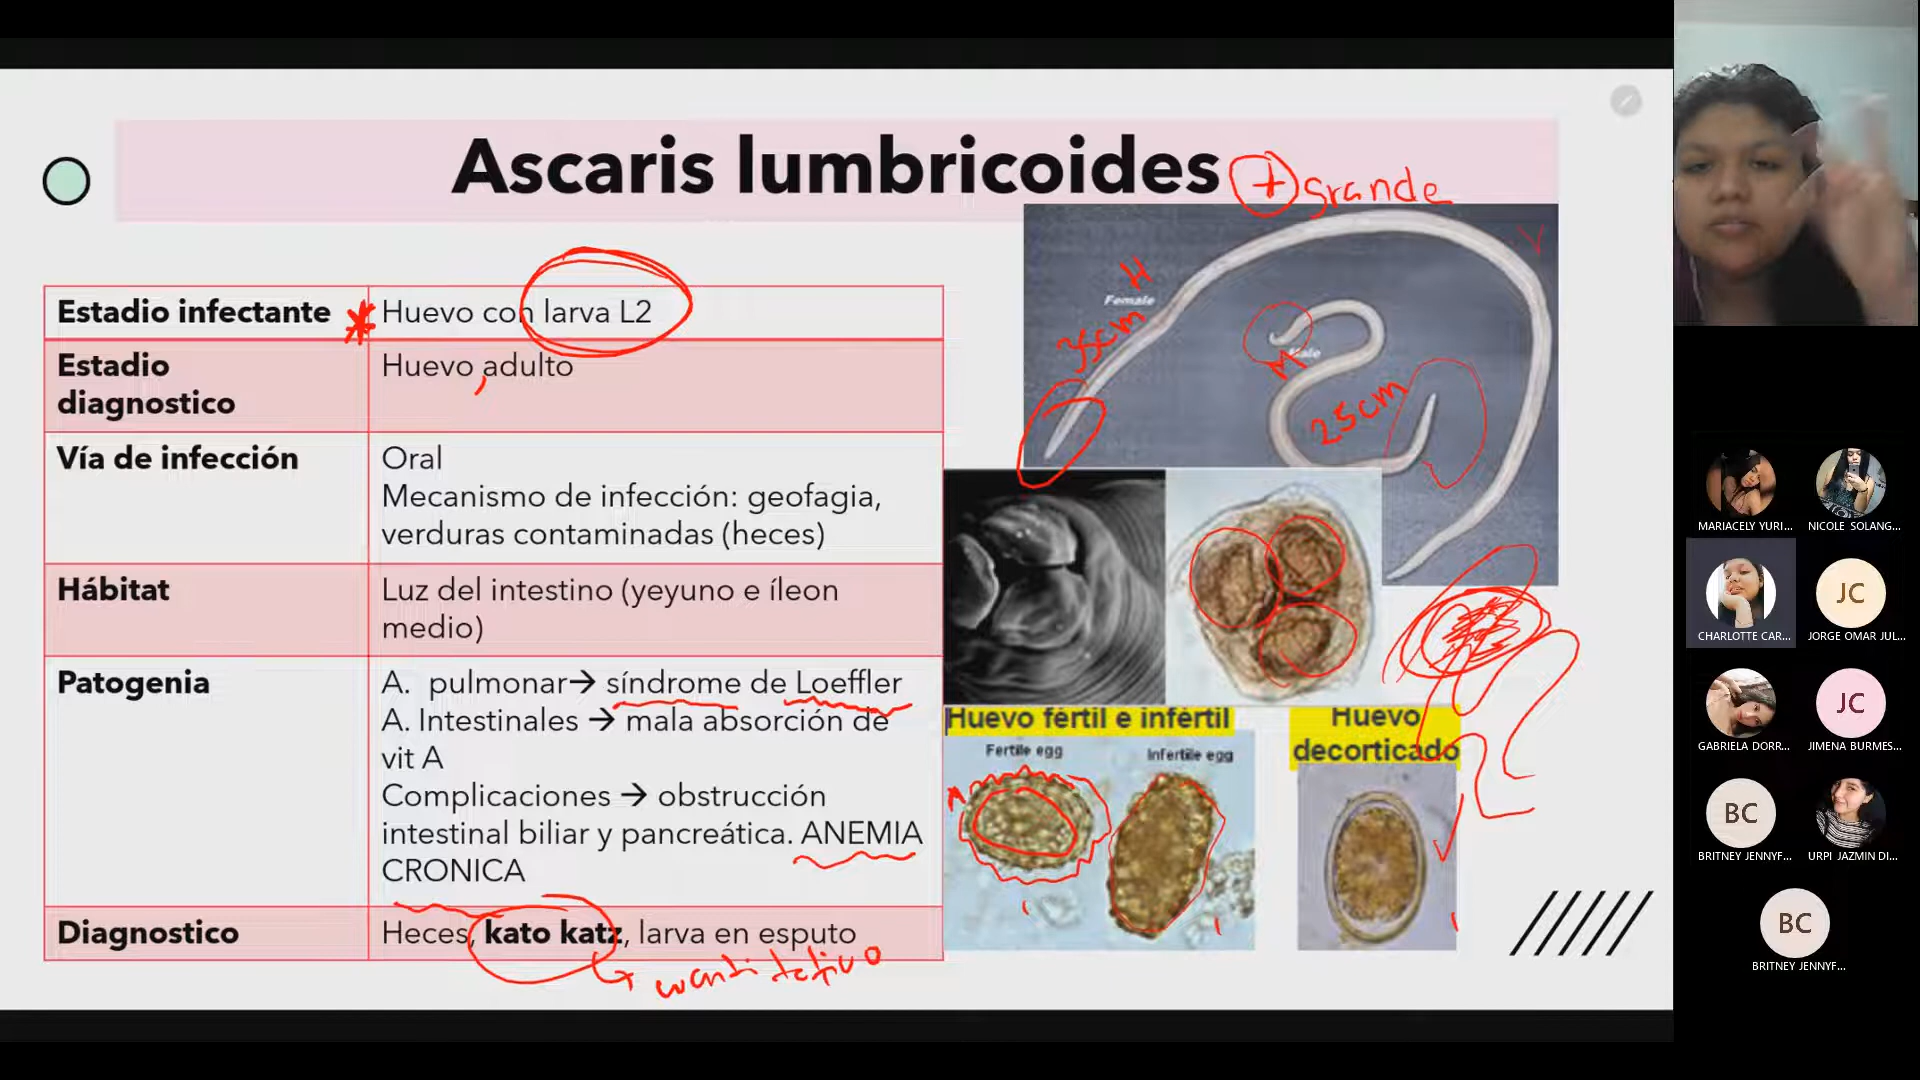 Ascaris lumbricoides
+ grande
Estadio infectante * Huevo con larva L2
Estadio diagnostico
Huevo, adulto
Vía de infección
Oral
Mecanismo de infección: geofagia,
verduras contaminadas (heces)
Hábitat
Luz del intestino (yeyuno e íleon
medio)
Patogenia
A. pulmonar→ síndrome de Loeffler
A. Intestinales → mala absorción de
vit A
Complicaciones → obstrucción
intestinal biliar y pancreática. ANEMIA
CRONICA
Diagnostico
Heces, kato katz, larva en esputo
cuantitativo
H
Female
35cm
M
Male
25cm
Huevo fértil e infértil
Fertile egg
Infertile egg
Huevo
decorticado
MARIACELY YURI...
NICOLE SOLANG...
CHARLOTTE CAR...
JC
JORGE OMAR JUL...
GABRIELA DORR...
JC
JIMENA BURMES...
BC
BRITNEY JENNYF...
URPI JAZMIN DI...
BC
BRITNEY JENNYF...